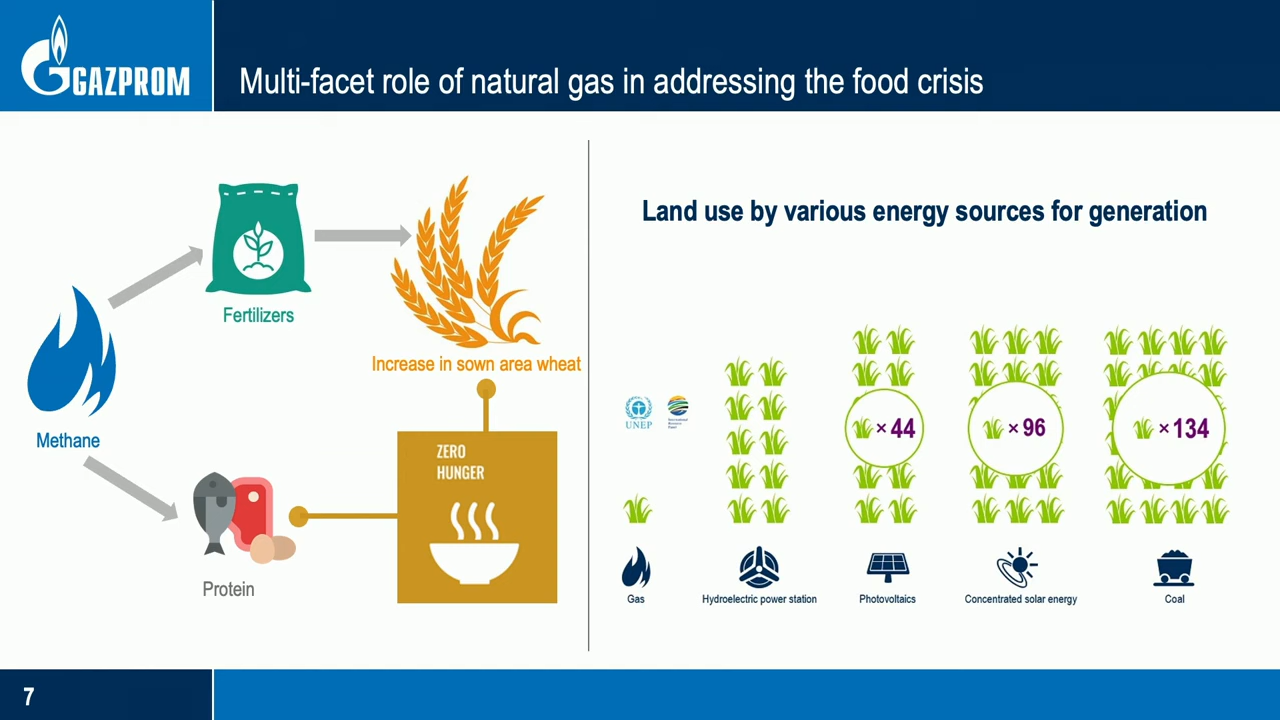 GAZPROM
Multi-facet role of natural gas in addressing the food crisis
Fertilizers
Increase in sown area wheat
Methane
ZERO
HUNGER
Protein
Land use by various energy sources for generation
UNEP
× 44
× 96
× 134
Gas
Hydroelectric power station
Photovoltaics
Concentrated solar energy
Coal
7